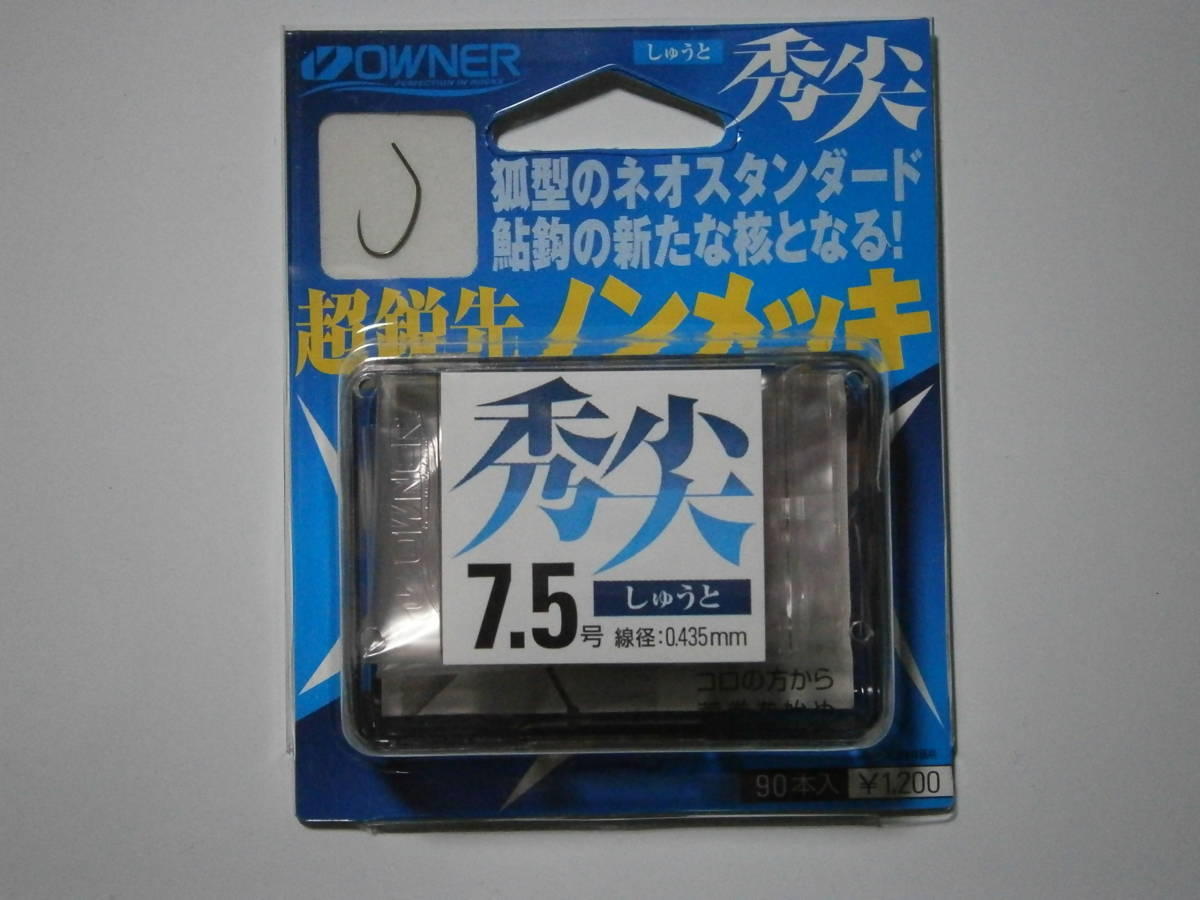 OWNER
PERFECTION IN HOOKS
しゅうと
秀尖
狐型のネオスタンダード
鮎鈎の新たな核となる!
超鋭先ノンメッキ
秀尖
7.5号
しゅうと
線径:0.435mm
コロの方から
90本入 ¥1,200